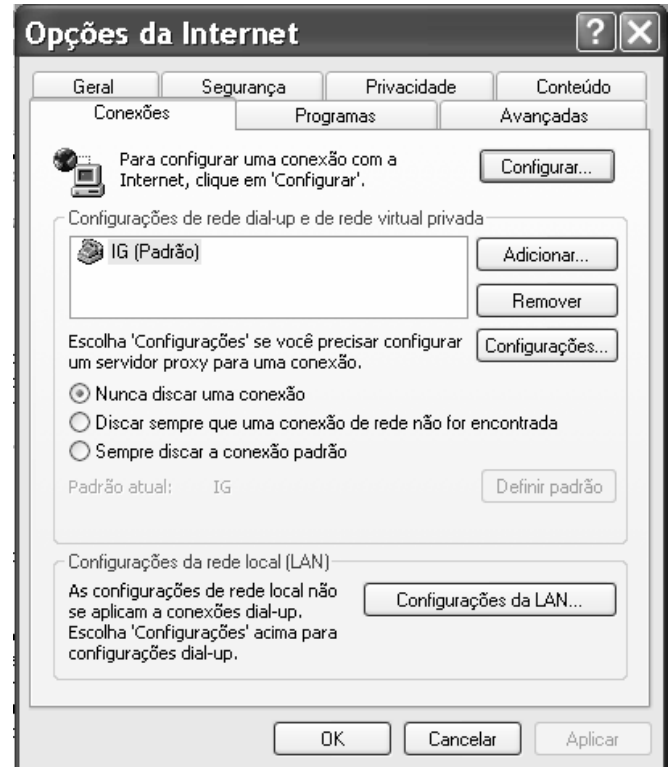 Opções da Internet
Geral Segurança Privacidade Conteúdo
Conexões Programas Avançadas
Para configurar uma conexão com a
Internet, clique em 'Configurar'.
Configurar...
Configurações de rede dial-up e de rede virtual privada
IG (Padrão)
Adicionar...
Remover
Escolha 'Configurações' se você precisar configurar
um servidor proxy para uma conexão.
Configurações...
Nunca discar uma conexão
Discar sempre que uma conexão de rede não for encontrada
Sempre discar a conexão padrão
Padrão atual: IG
Definir padrão
Configurações da rede local (LAN)
As configurações de rede local não
se aplicam a conexões dial-up.
Escolha 'Configurações' acima para
configurações dial-up.
Configurações da LAN...
OK Cancelar Aplicar